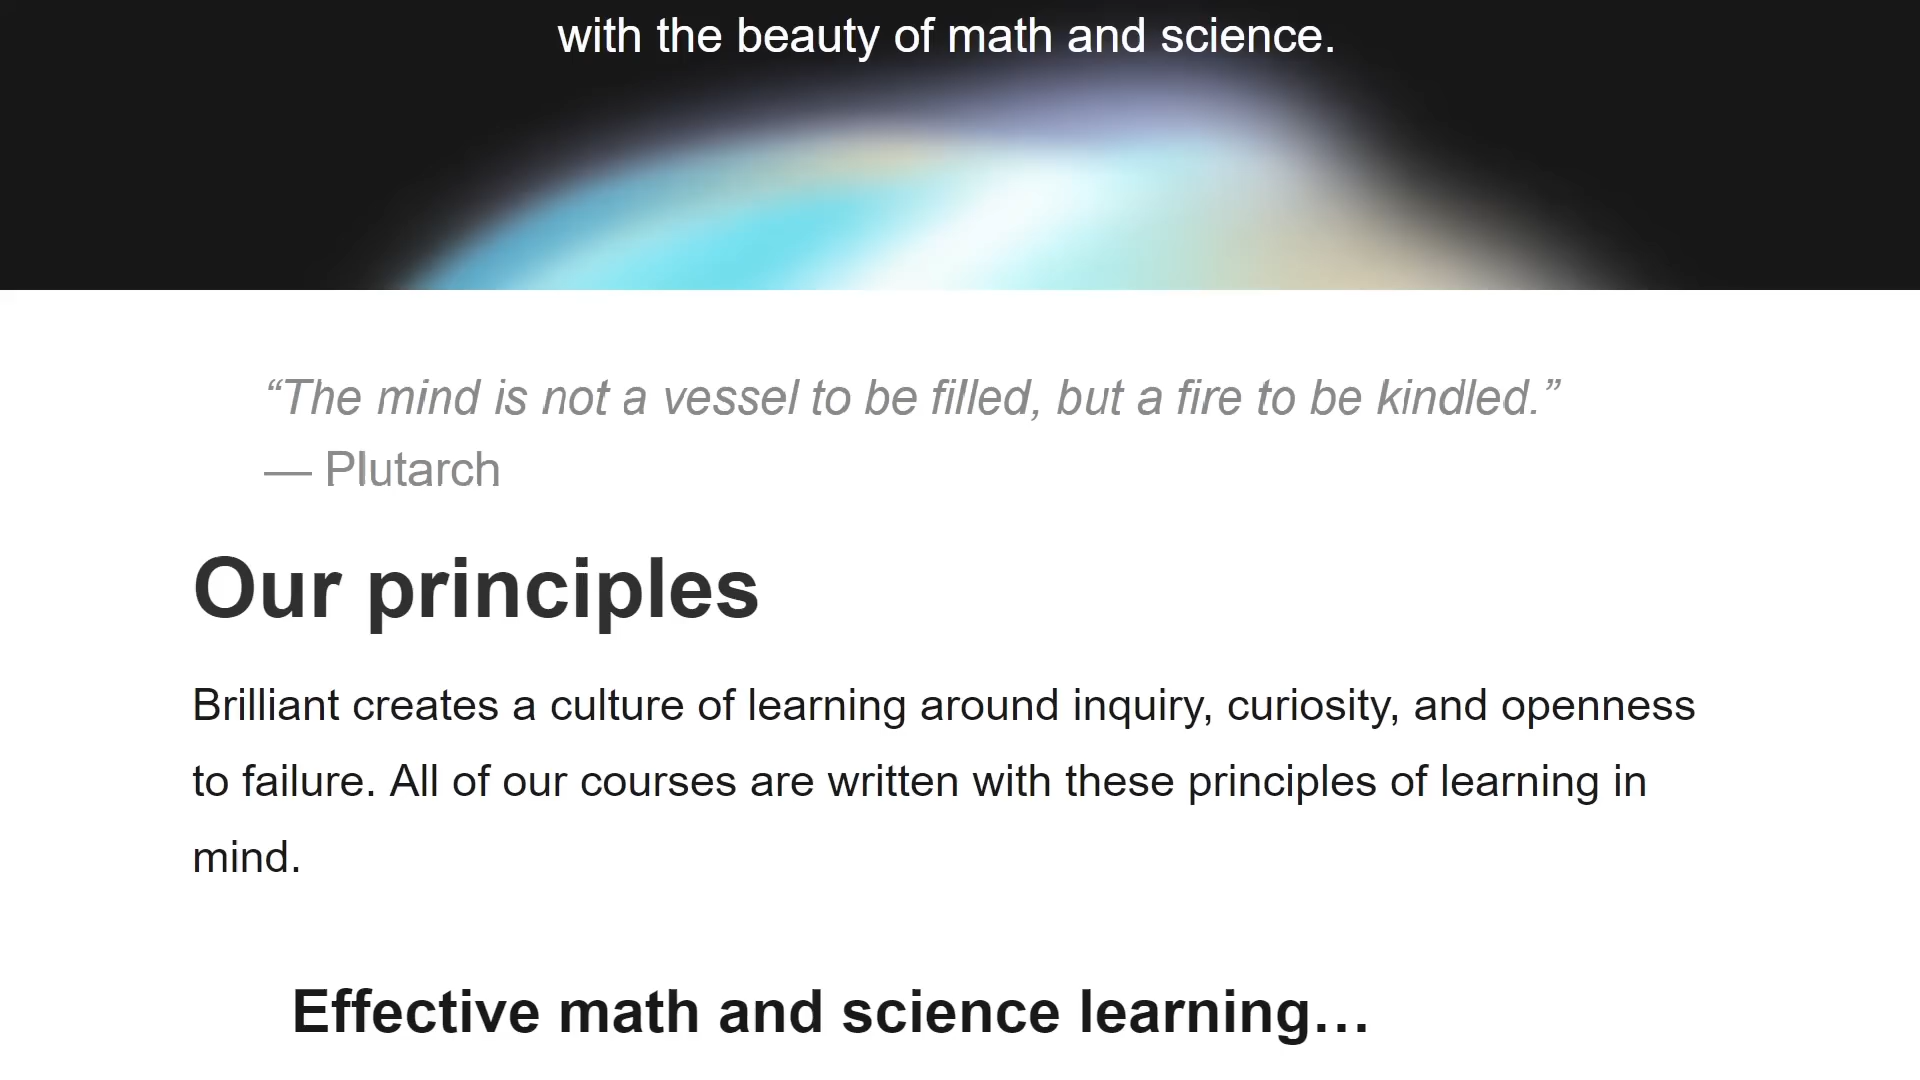 with the beauty of math and science.
“The mind is not a vessel to be filled, but a fire to be kindled.”
— Plutarch
Our principles
Brilliant creates a culture of learning around inquiry, curiosity, and openness
to failure. All of our courses are written with these principles of learning in
mind.
Effective math and science learning…